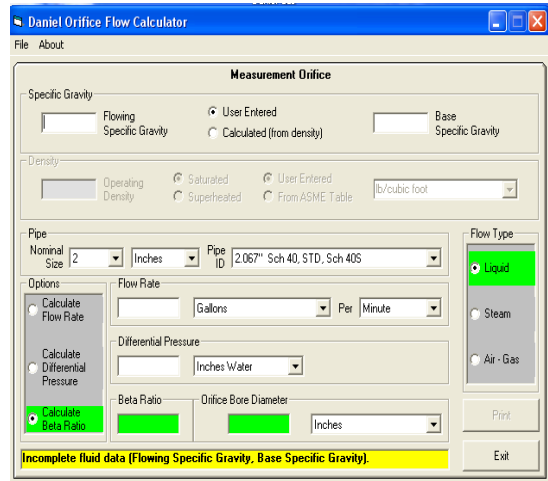 Daniel Orifice Flow Calculator
File About
Measurement Orifice
Specific Gravity
Flowing
Specific Gravity
User Entered
Calculated (from density)
Base
Specific Gravity
Density
Operating
Density
Saturated
Superheated
User Entered
From ASME Table
lb/cubic foot
Pipe
Nominal
Size
2
Inches
Pipe
ID
2.067" Sch 40, STD, Sch 40S
Flow Type
Liquid
Steam
Air - Gas
Options
Calculate
Flow Rate
Calculate
Differential
Pressure
Calculate
Beta Ratio
Flow Rate
Gallons
Per
Minute
Differential Pressure
Inches Water
Beta Ratio
Orifice Bore Diameter
Inches
Print
Exit
Incomplete fluid data (Flowing Specific Gravity, Base Specific Gravity).